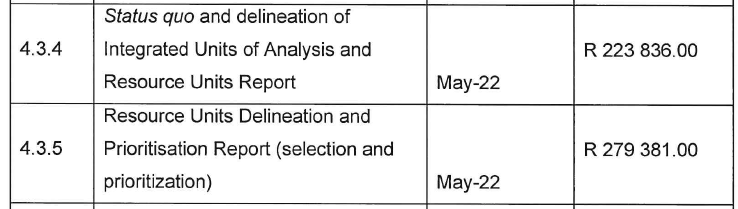 Status quo and delineation of
4.3.4 Integrated Units of Analysis and R 223 836.00
Resource Units Report May-22
Resource Units Delineation and
4.3.5 Prioritisation Report (selection and R 279 381.00
prioritization) May-22